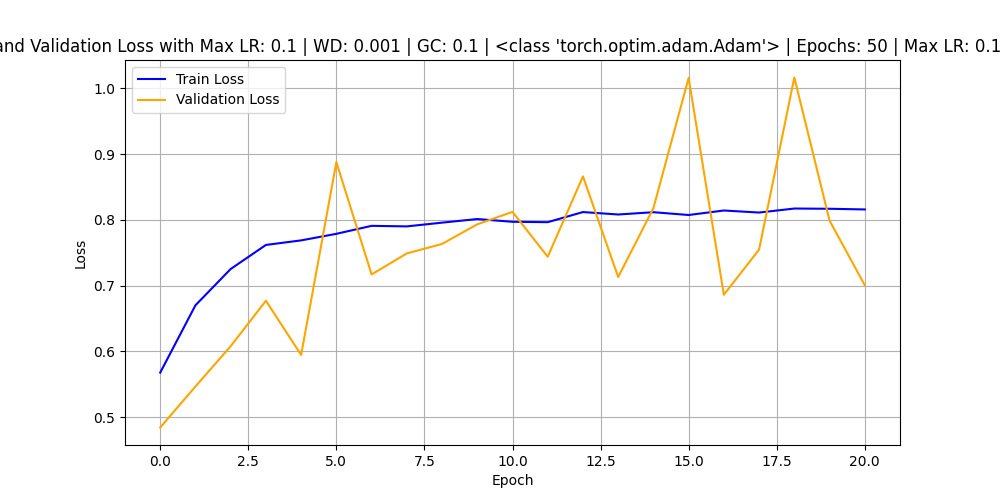 and Validation Loss with Max LR: 0.1 | WD: 0.001 | GC: 0.1 | <class 'torch.optim.adam.Adam'> | Epochs: 50 | Max LR: 0.1
Train Loss
Validation Loss
1.0
0.9
0.8
0.7
0.6
0.5
Loss
0.0 2.5 5.0 7.5 10.0 12.5 15.0 17.5 20.0
Epoch